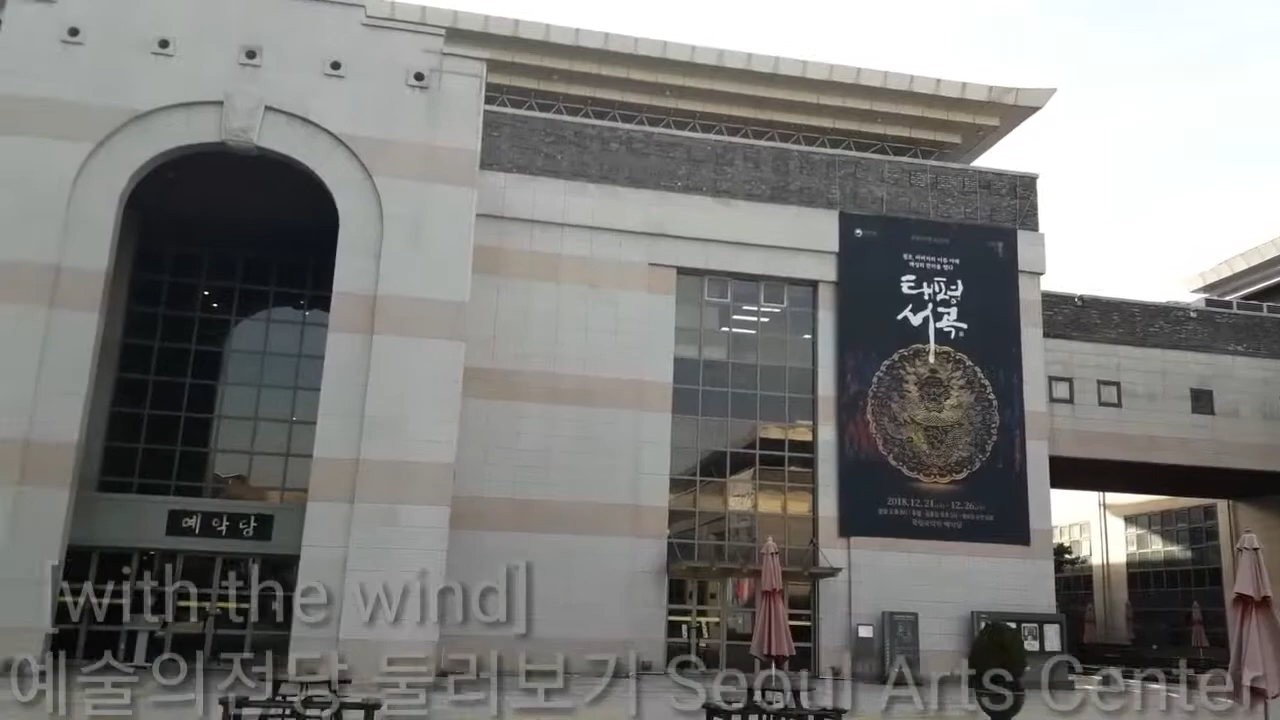 태평
서곡
2018.12.21 - 12.26
예악당
[with the wind]
예술의전당 둘러보기 Seoul Arts Center